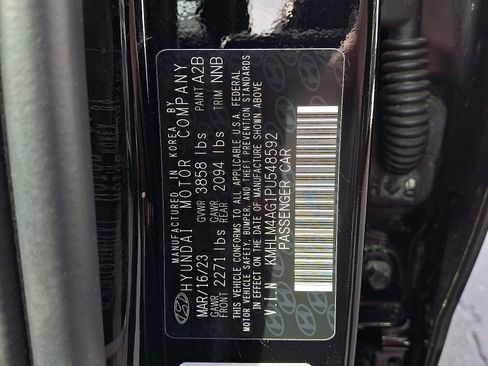 MANUFACTURED IN KOREA BY
HYUNDAI MOTOR COMPANY
MAR/16/23 GVWR 3858 lbs PAINT A2B
GAWR FRONT 2271 lbs GAWR REAR 2094 lbs TRIM NNB
THIS VEHICLE CONFORMS TO ALL APPLICABLE U.S.A. FEDERAL
MOTOR VEHICLE SAFETY, BUMPER, AND THEFT PREVENTION STANDARDS
IN EFFECT ON THE DATE OF MANUFACTURE SHOWN ABOVE
V.I.N KMHLM4AG1PU548592
PASSENGER CAR